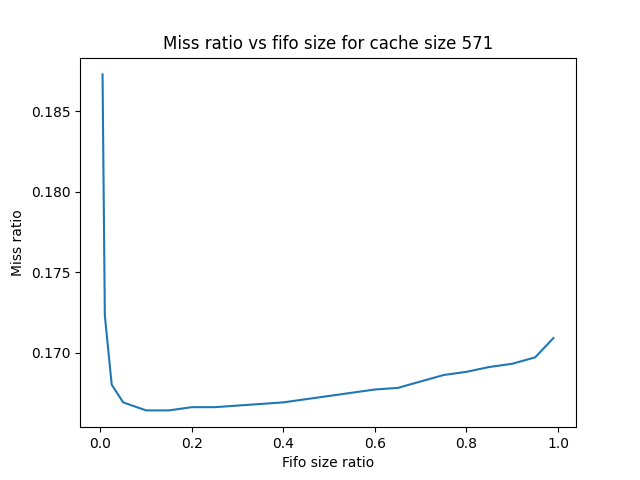 Miss ratio vs fifo size for cache size 571
0.185
0.180
0.175
0.170
Miss ratio
0.0 0.2 0.4 0.6 0.8 1.0
Fifo size ratio